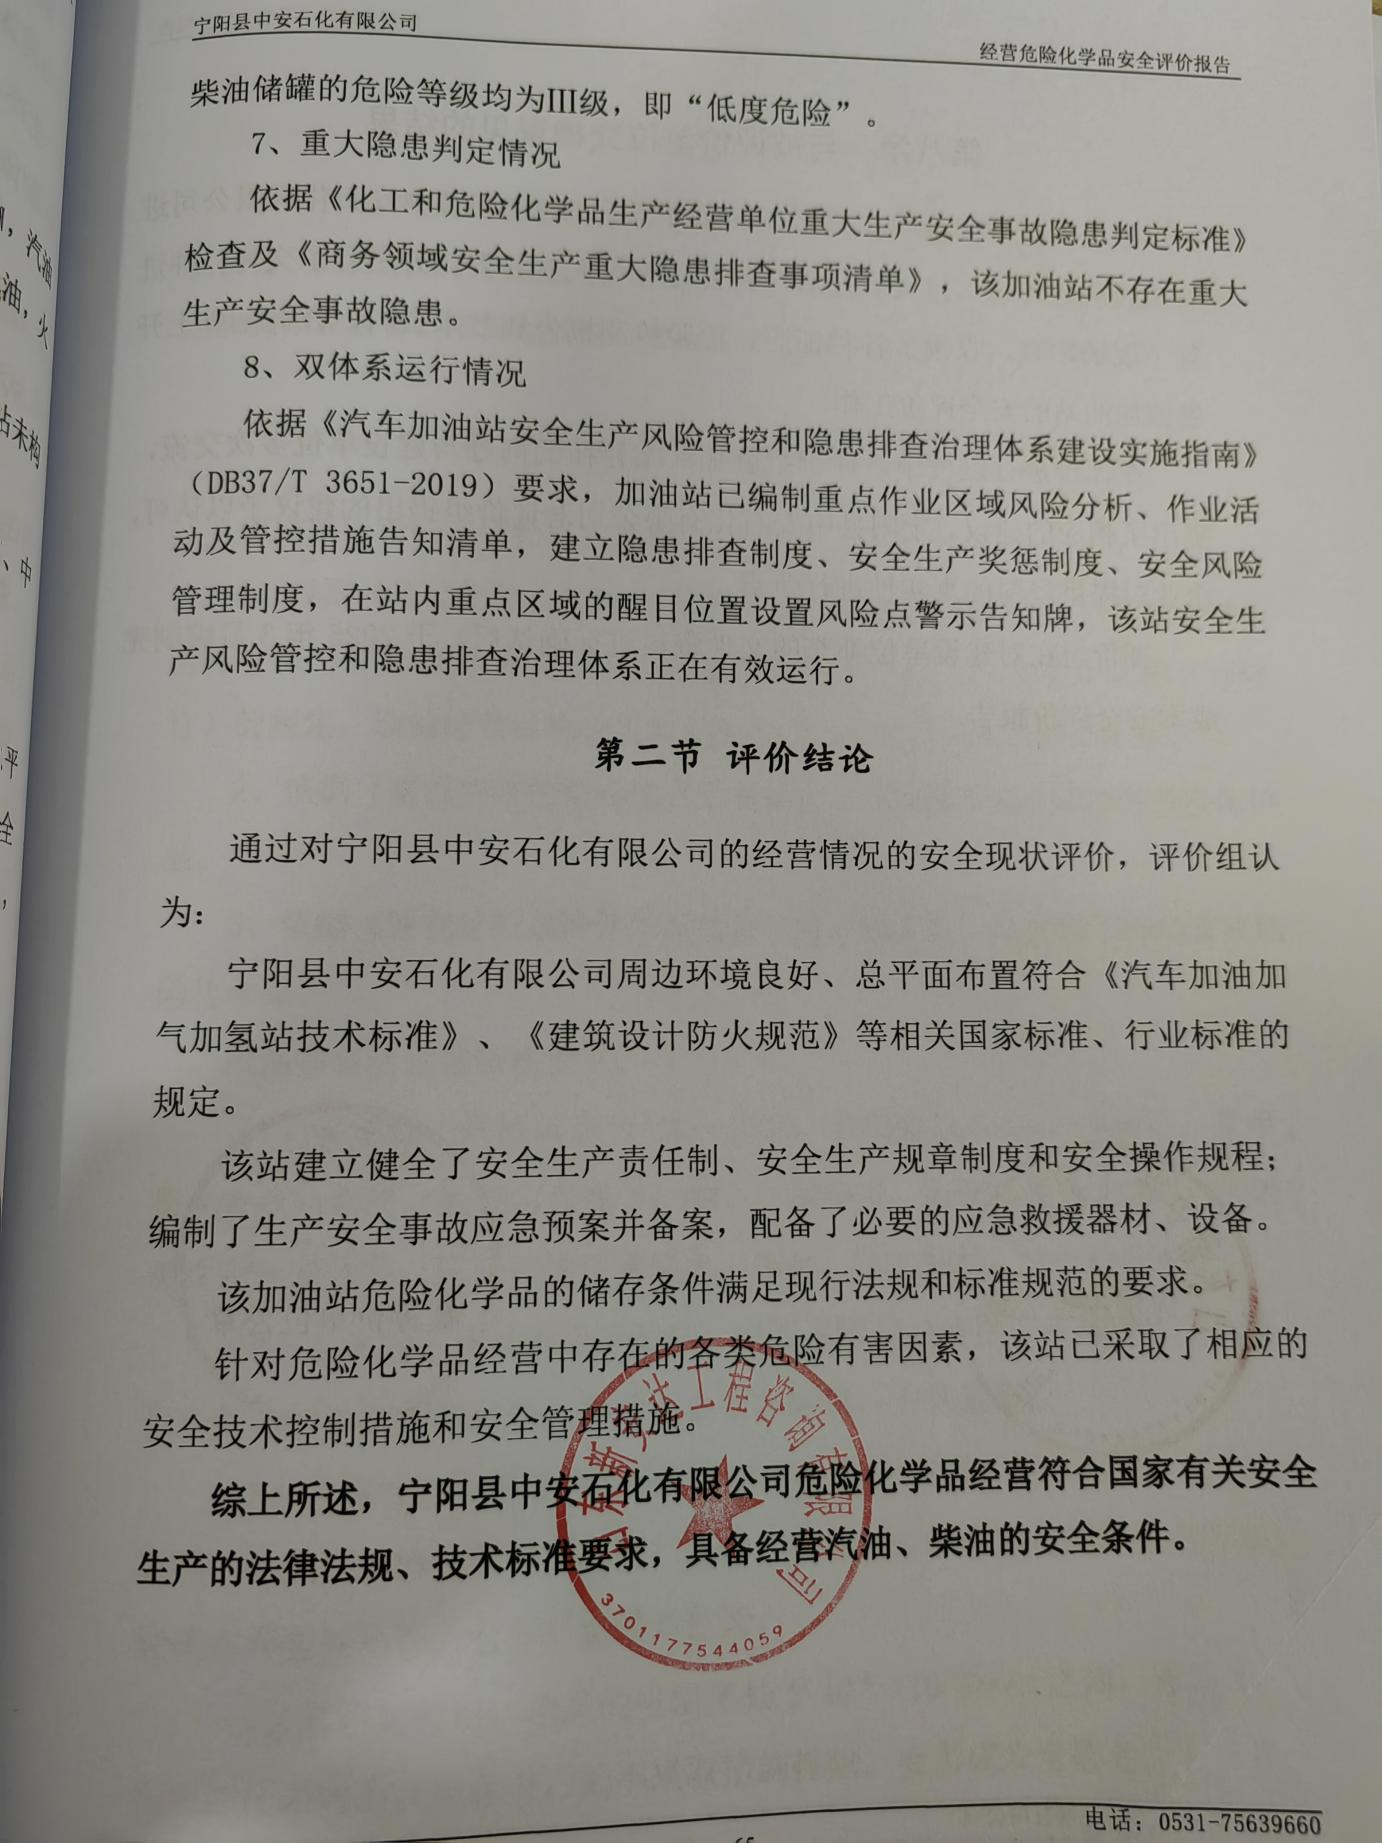 宁阳县中安石化有限公司
经营危险化学品安全评价报告
柴油储罐的危险等级均为III级，即“低度危险”。
7、重大隐患判定情况
依据《化工和危险化学品生产经营单位重大生产安全事故隐患判定标准》
检查及《商务领域安全生产重大隐患排查事项清单》，该加油站不存在重大
生产安全事故隐患。
8、双体系运行情况
依据《汽车加油站安全生产风险管控和隐患排查治理体系建设实施指南》
（DB37/T 3651-2019）要求，加油站已编制重点作业区域风险分析、作业活
动及管控措施告知清单，建立隐患排查制度、安全生产奖惩制度、安全风险
管理制度，在站内重点区域的醒目位置设置风险点警示告知牌，该站安全生
产风险管控和隐患排查治理体系正在有效运行。
第二节 评价结论
通过对宁阳县中安石化有限公司的经营情况的安全现状评价，评价组认
为：
宁阳县中安石化有限公司周边环境良好、总平面布置符合《汽车加油加
气加氢站技术标准》、《建筑设计防火规范》等相关国家标准、行业标准的
规定。
该站建立健全了安全生产责任制、安全生产规章制度和安全操作规程；
编制了生产安全事故应急预案并备案，配备了必要的应急救援器材、设备。
该加油站危险化学品的储存条件满足现行法规和标准规范的要求。
针对危险化学品经营中存在的各类危险有害因素，该站已采取了相应的
安全技术控制措施和安全管理措施。
综上所述，宁阳县中安石化有限公司危险化学品经营符合国家有关安全
生产的法律法规、技术标准要求，具备经营汽油、柴油的安全条件。
工程咨询有限公司
3701177544059
电话：0531-75639660
，汽油
油，火
站未构
、中
平
全